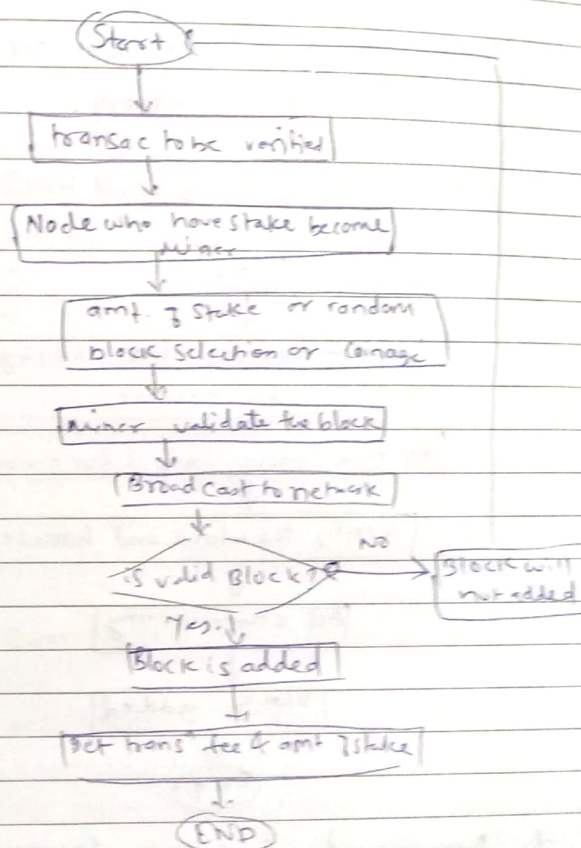 Start
transac to be verified
Node who have stake become
miner
amt. of stake or random
block selection or Coinage
miner validate the block
Broad Cast to network
is valid Block?
No
Block will
not added
Yes.
Block is added
Get transⁿ fee & amt of stake
END